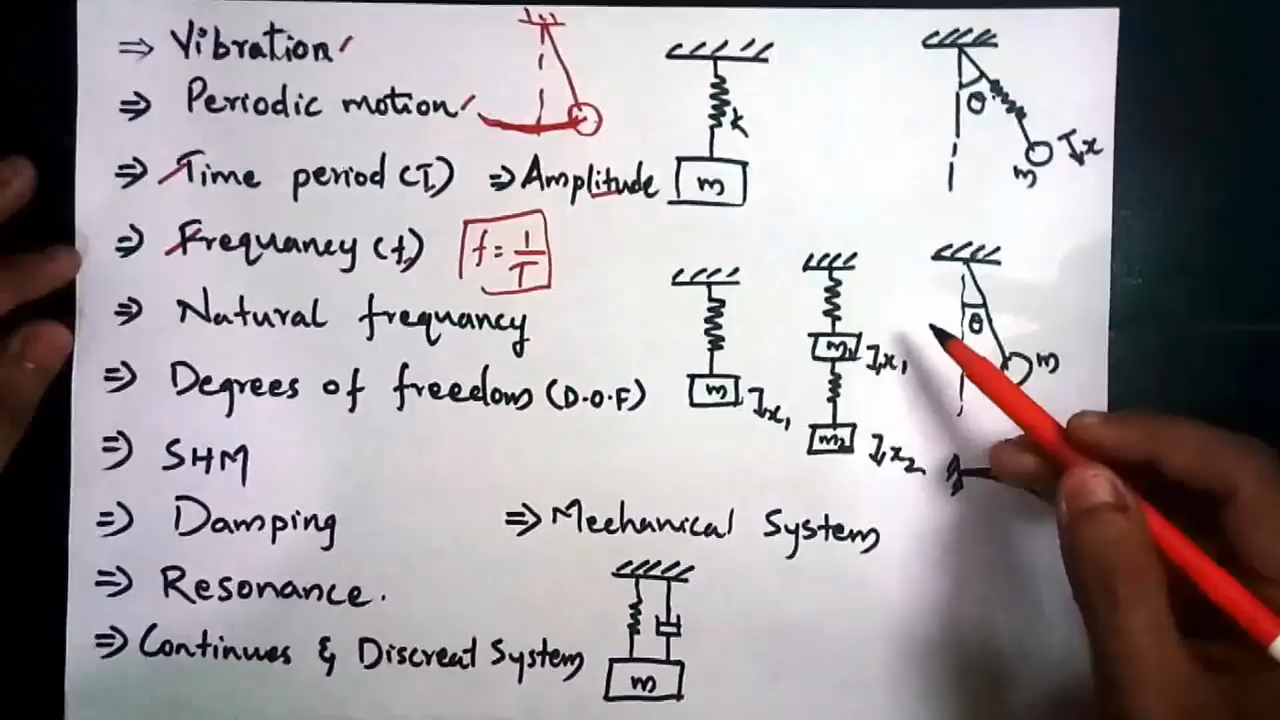 ⇒ Vibration
⇒ Periodic motion
⇒ Time period (T) ⇒ Amplitude
⇒ Frequancy (f) f = 1/T
⇒ Natural frequancy
⇒ Degrees of freedom (D.O.F)
⇒ SHM
⇒ Damping ⇒ Mechanical System
⇒ Resonance.
⇒ Continues & Discreat System
k
m
θ
x
m
m
x₁
m₁
x₁
m₂
x₂
θ
m
m